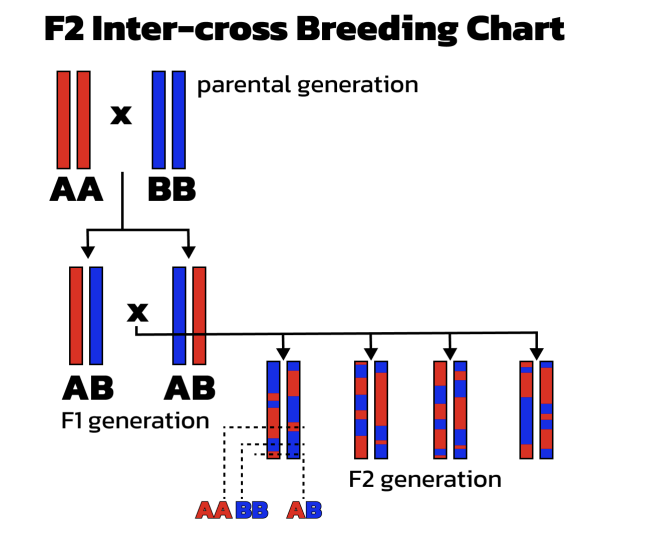 F2 Inter-cross Breeding Chart
parental generation
x
AA BB
x
AB AB
F1 generation
F2 generation
AA BB AB